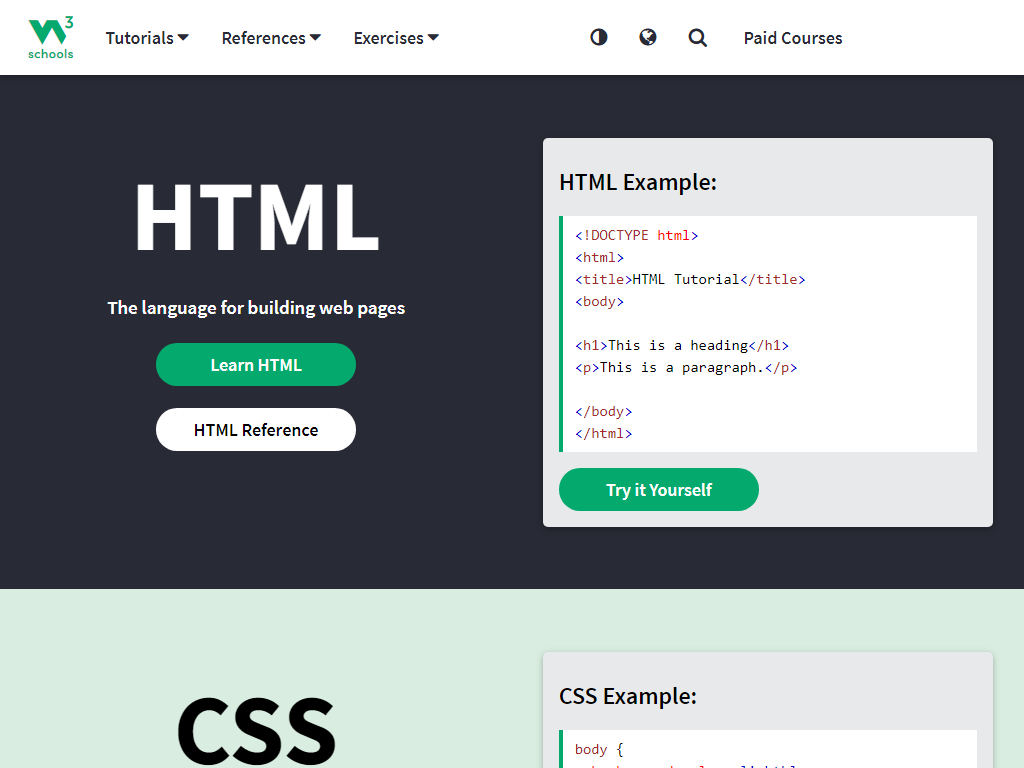 3
schools
Tutorials
References
Exercises
Paid Courses
HTML
The language for building web pages
Learn HTML
HTML Reference
HTML Example:
<!DOCTYPE html>
<html>
<title>HTML Tutorial</title>
<body>
<h1>This is a heading</h1>
<p>This is a paragraph.</p>
</body>
</html>
Try it Yourself
CSS
CSS Example:
body {